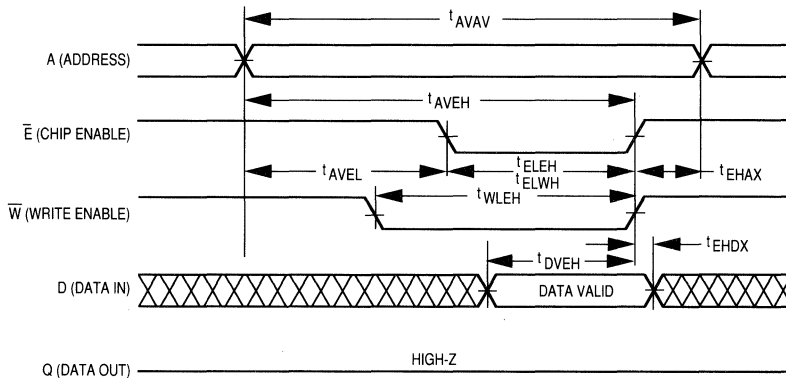 tAVAV
A (ADDRESS)
tAVEH
E (CHIP ENABLE)
tAVEL
tELEH
tELWH
tEHAX
tWLEH
W (WRITE ENABLE)
tEHDX
tDVEH
D (DATA IN)
DATA VALID
HIGH-Z
Q (DATA OUT)